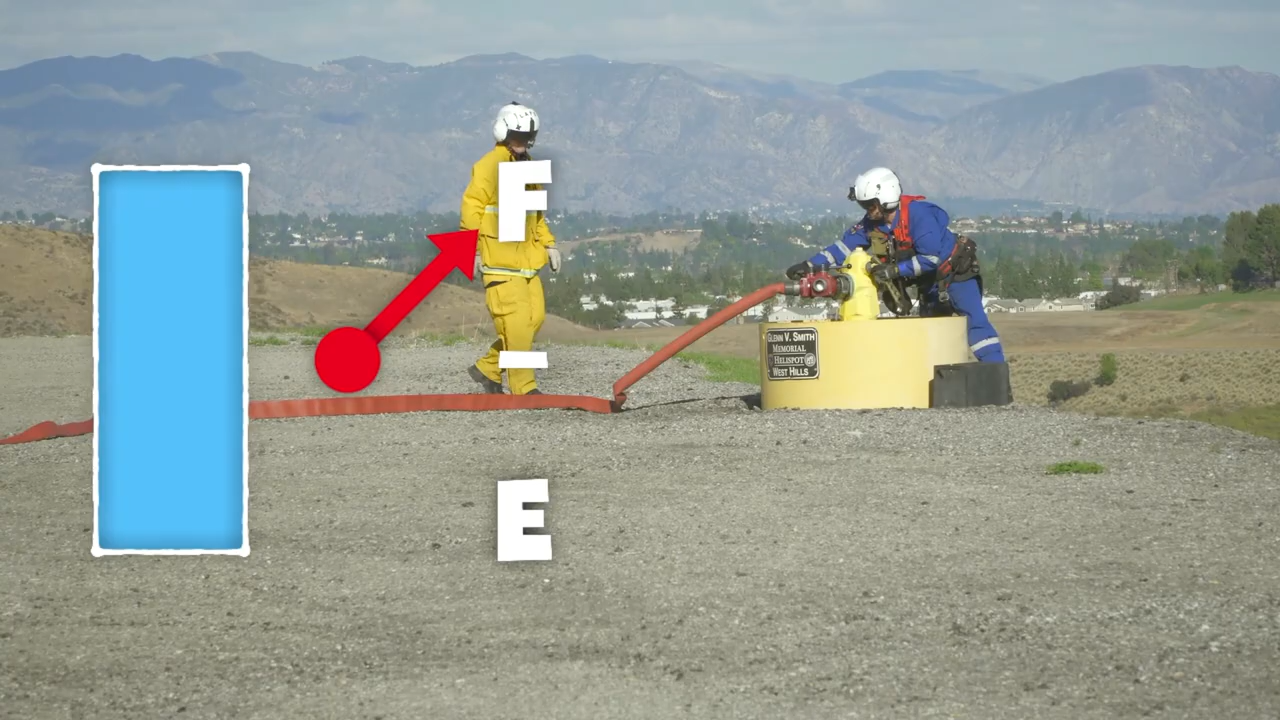 F
E
GLENN V. SMITH
MEMORIAL
HELISPOT
WEST HILLS